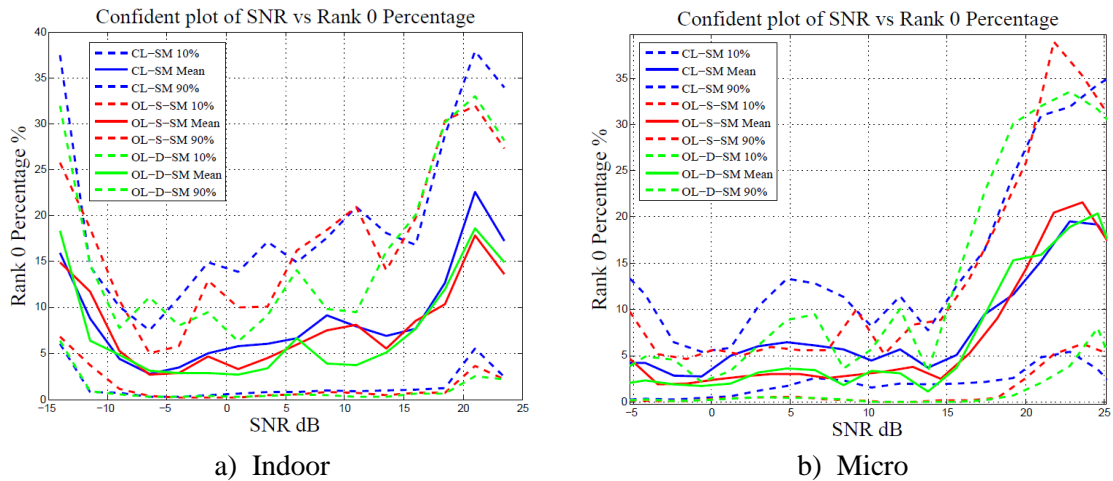 Confident plot of SNR vs Rank 0 Percentage
40
35
30
25
20
15
10
5
0
Rank 0 Percentage %
CL-SM 10%
CL-SM Mean
CL-SM 90%
OL-S-SM 10%
OL-S-SM Mean
OL-S-SM 90%
OL-D-SM 10%
OL-D-SM Mean
OL-D-SM 90%
-15 -10 -5 0 5 10 15 20 25
SNR dB
a) Indoor
Confident plot of SNR vs Rank 0 Percentage
35
30
25
20
15
10
5
0
Rank 0 Percentage %
CL-SM 10%
CL-SM Mean
CL-SM 90%
OL-S-SM 10%
OL-S-SM Mean
OL-S-SM 90%
OL-D-SM 10%
OL-D-SM Mean
OL-D-SM 90%
-5 0 5 10 15 20 25
SNR dB
b) Micro